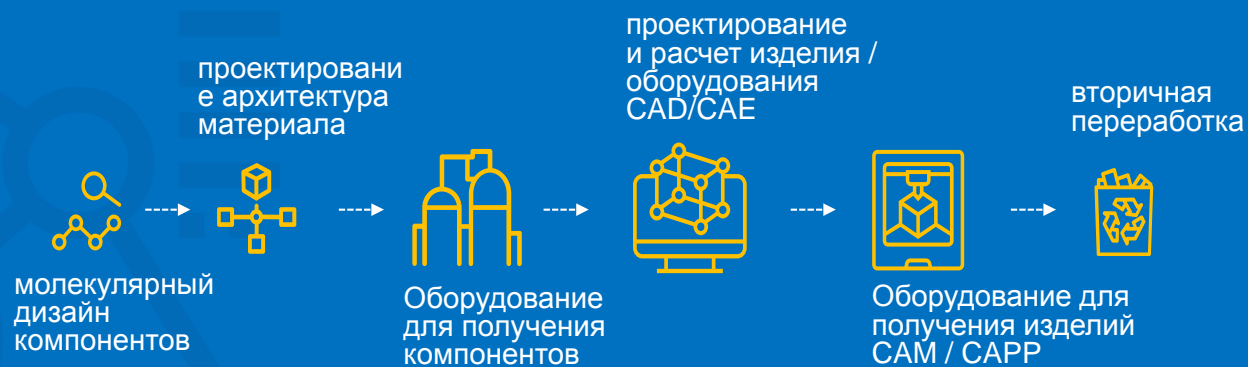 молекулярный
дизайн
компонентов
проектировани
е архитектура
материала
Оборудование
для получения
компонентов
проектирование
и расчет изделия /
оборудования
CAD/CAE
Оборудование для
получения изделий
CAM / CAPP
вторичная
переработка